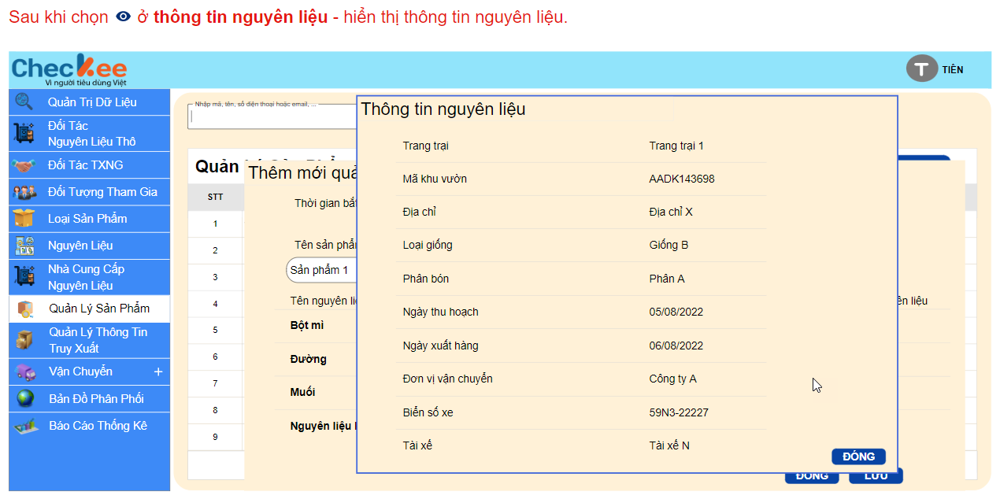 Sau khi chọn ở thông tin nguyên liệu - hiển thị thông tin nguyên liệu.
Checkee
Vì người tiêu dùng Việt
T TIÊN
Quản Trị Dữ Liệu
Đối Tác
Nguyên Liệu Thô
Đối Tác TXNG
Đối Tượng Tham Gia
Loại Sản Phẩm
Nguyên Liệu
Nhà Cung Cấp
Nguyên Liệu
Quản Lý Sản Phẩm
Quản Lý Thông Tin
Truy Xuất
Vận Chuyển +
Bản Đồ Phân Phối
Báo Cáo Thống Kê
Nhập mã, tên, số điện thoại hoặc email, ...
Quản
STT
1
2
3
4
5
6
7
8
9
Thêm mới
Thời gian
Tên sản
Sản phẩm 1
Tên nguyên
liệu
Bột mì
Đường
Muối
Nguyên liệu
Thông tin nguyên liệu
Trang trại Trang trại 1
Mã khu vườn AADK143698
Địa chỉ Địa chỉ X
Loại giống Giống B
Phân bón Phân A
Ngày thu hoạch 05/08/2022
Ngày xuất hàng 06/08/2022
Đơn vị vận chuyển Công ty A
Biển số xe 59N3-22227
Tài xế Tài xế N
ĐÓNG
ĐÓNG LƯU